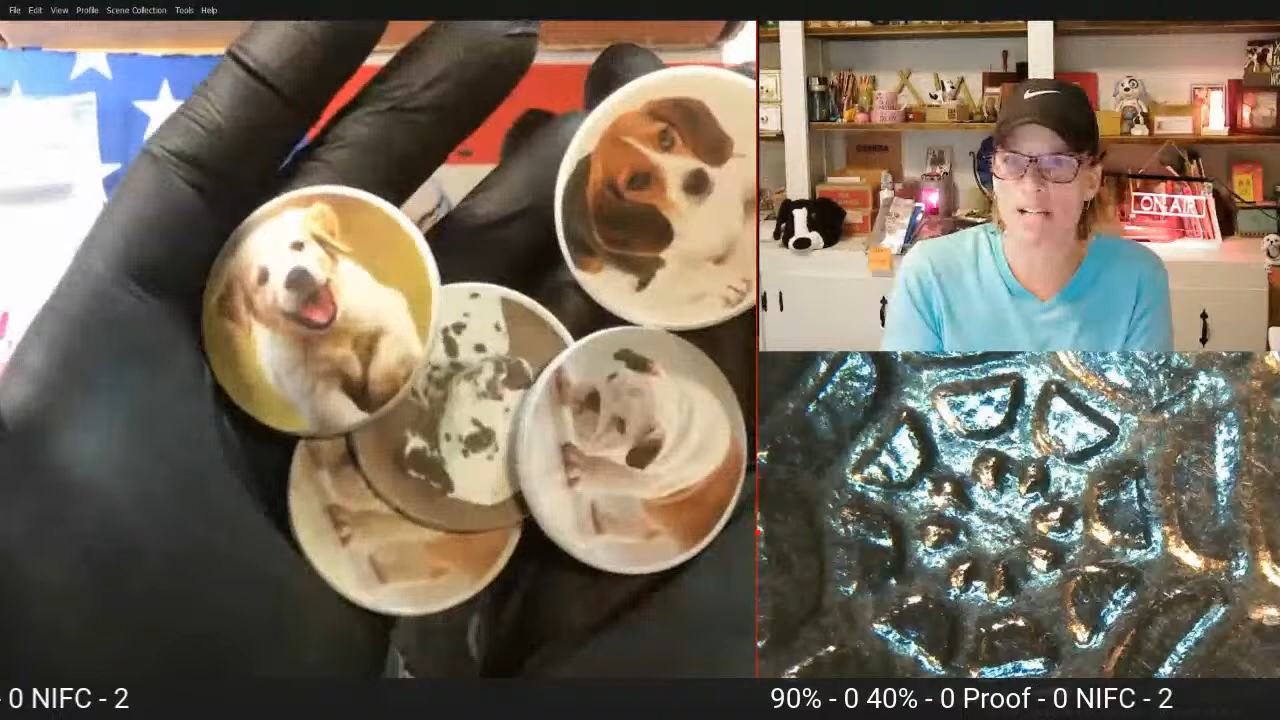 File Edit View Profile Scene Collection Tools Help
ON AIR
- 0 NIFC - 2
90% - 0 40% - 0 Proof - 0 NIFC - 2